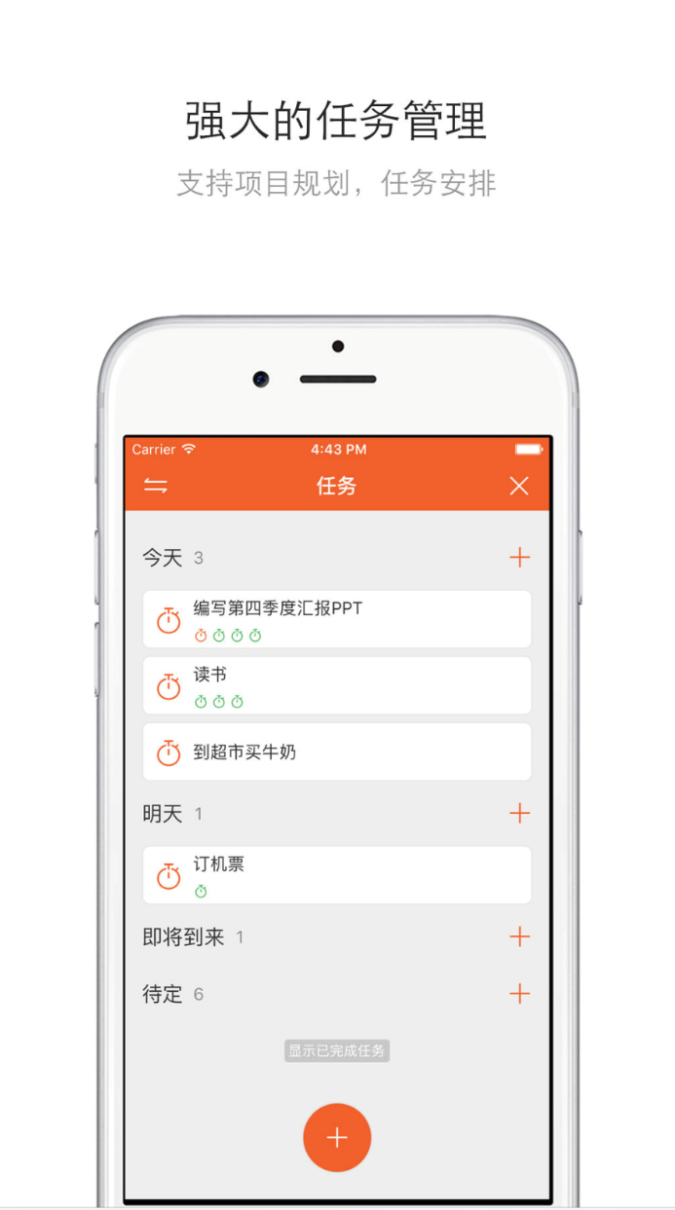 强大的任务管理
支持项目规划，任务安排
Carrier 4:43 PM
任务
今天 3
编写第四季度汇报PPT
读书
到超市买牛奶
明天 1
订机票
即将到来 1
待定 6
显示已完成任务